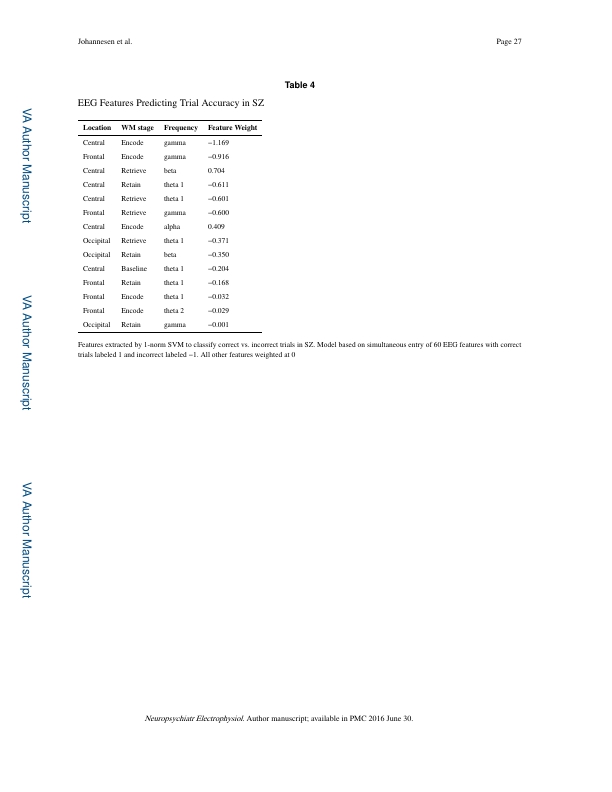 Johannesen et al.
Page 27
VA Author Manuscript
VA Author Manuscript
VA Author Manuscript
Table 4
EEG Features Predicting Trial Accuracy in SZ
Location WM stage Frequency Feature Weight
Central Encode gamma −1.169
Frontal Encode gamma −0.916
Central Retrieve beta 0.704
Central Retain theta 1 −0.611
Central Retrieve theta 1 −0.601
Frontal Retrieve gamma −0.600
Central Encode alpha 0.409
Occipital Retrieve theta 1 −0.371
Occipital Retain beta −0.350
Central Baseline theta 1 −0.204
Frontal Retain theta 1 −0.168
Frontal Encode theta 1 −0.032
Frontal Encode theta 2 −0.029
Occipital Retain gamma −0.001
Features extracted by 1-norm SVM to classify correct vs. incorrect trials in SZ. Model based on simultaneous entry of 60 EEG features with correct
trials labeled 1 and incorrect labeled −1. All other features weighted at 0
Neuropsychiatr Electrophysiol. Author manuscript; available in PMC 2016 June 30.